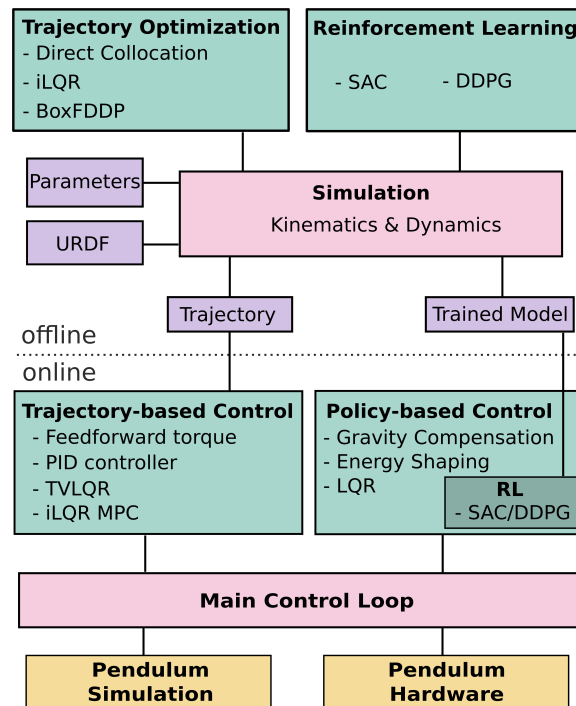 Trajectory Optimization
- Direct Collocation
- iLQR
- BoxFDDP
Reinforcement Learning
- SAC - DDPG
Parameters
URDF
Simulation
Kinematics & Dynamics
Trajectory
Trained Model
offline
online
Trajectory-based Control
- Feedforward torque
- PID controller
- TVLQR
- iLQR MPC
Policy-based Control
- Gravity Compensation
- Energy Shaping
- LQR
RL
- SAC/DDPG
Main Control Loop
Pendulum
Simulation
Pendulum
Hardware